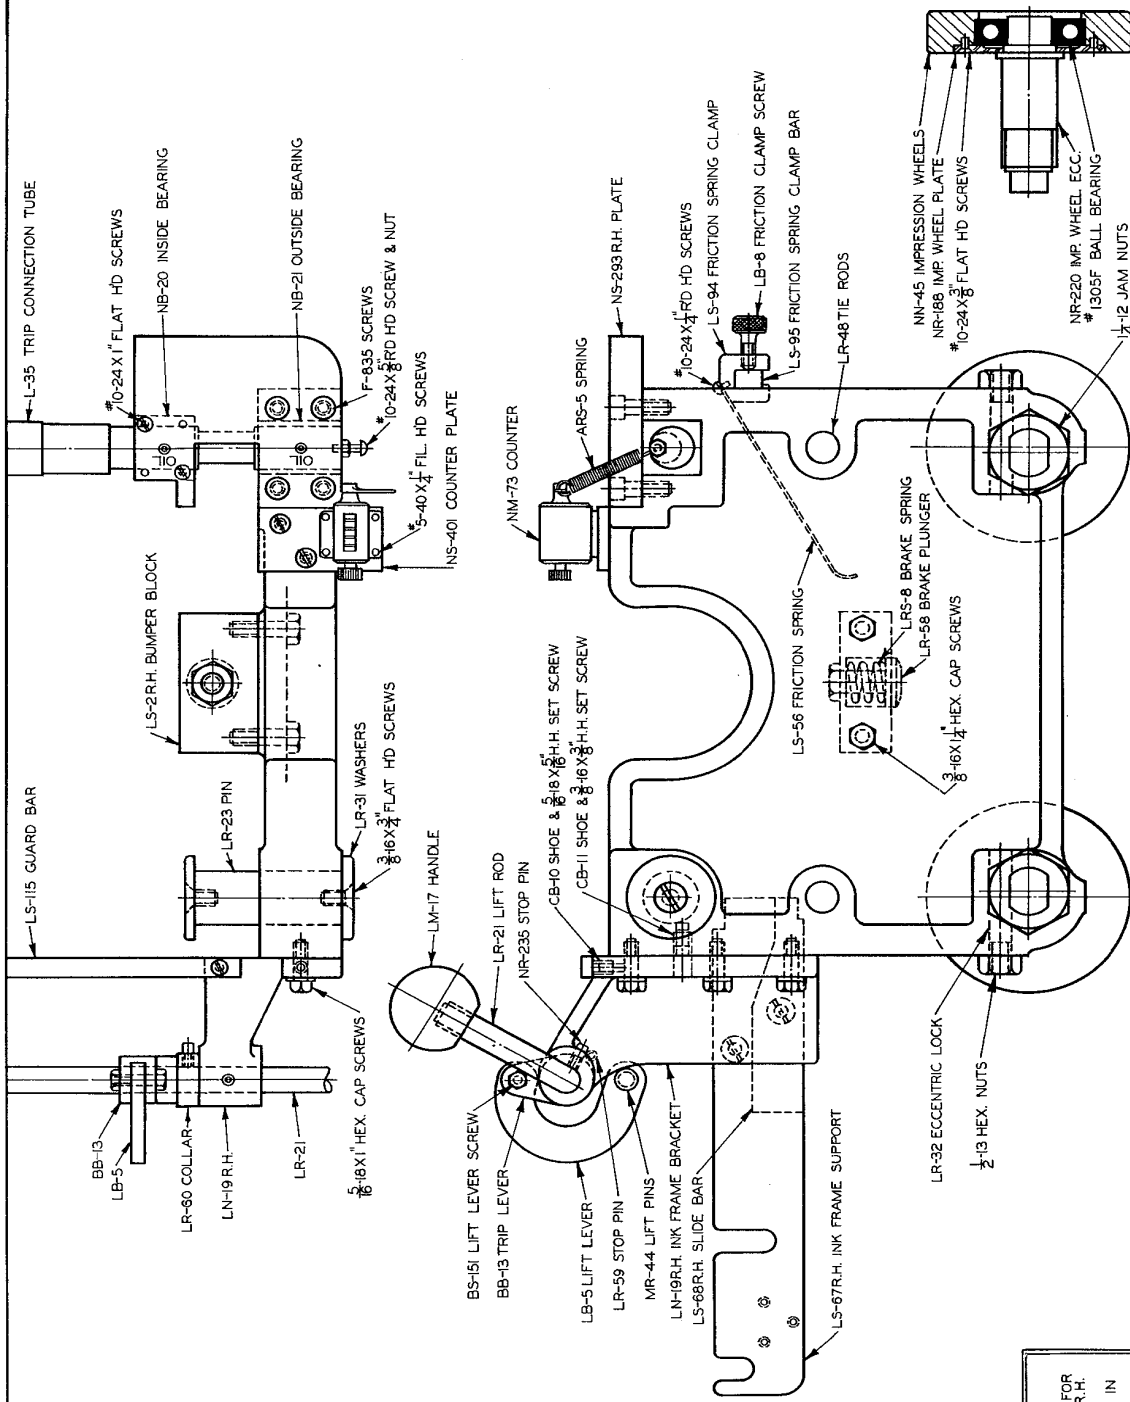 L-35 TRIP CONNECTION TUBE
#10-24 X 1" FLAT H'D SCREWS
NB-20 INSIDE BEARING
NB-21 OUTSIDE BEARING
F-835 SCREWS
#10-24 X 5/8" R'D H'D SCREW & NUT
#5-40 X 1/4" FIL. HD SCREWS
NS-401 COUNTER PLATE
OIL
OIL
LS-2 R.H. BUMPER BLOCK
LS-115 GUARD BAR
LR-23 PIN
LR-31 WASHERS
3/8-16 X 3/4" FLAT H'D SCREWS
BB-13
LB-5
LR-60 COLLAR
LN-19 R.H.
LR-21
5/16-18 X 1" HEX. CAP SCREWS
NS-293 R.H. PLATE
ARS-5 SPRING
NM-73 COUNTER
#10-24 X 1/4" R'D H'D SCREWS
LS-94 FRICTION SPRING CLAMP
LB-8 FRICTION CLAMP SCREW
LS-95 FRICTION SPRING CLAMP BAR
LR-48 TIE RODS
LS-56 FRICTION SPRING
LRS-8 BRAKE SPRING
LR-58 BRAKE PLUNGER
3/8-16 X 1 1/4" HEX. CAP SCREWS
LM-17 HANDLE
LR-21 LIFT ROD
NR-235 STOP PIN
CB-10 SHOE & 5/16-18 X 5/16" H.H. SET SCREW
CB-11 SHOE & 3/8-16 X 3/8" H.H. SET SCREW
BS-151 LIFT LEVER SCREW
BB-13 TRIP LEVER
LB-5 LIFT LEVER
LR-59 STOP PIN
MR-44 LIFT PINS
LN-19 R.H. INK FRAME BRACKET
LS-68 R.H. SLIDE BAR
LS-67 R.H. INK FRAME SUPPORT
NN-45 IMPRESSION WHEELS
NR-188 IMP. WHEEL PLATE
#10-24 X 3/8" FLAT H'D SCREWS
NR-220 IMP. WHEEL ECC.
#1305F BALL BEARING
JAM NUTS
LR-32 ECCENTRIC LOCK
1/2-13 HEX. NUTS
FOR
R.H.
IN